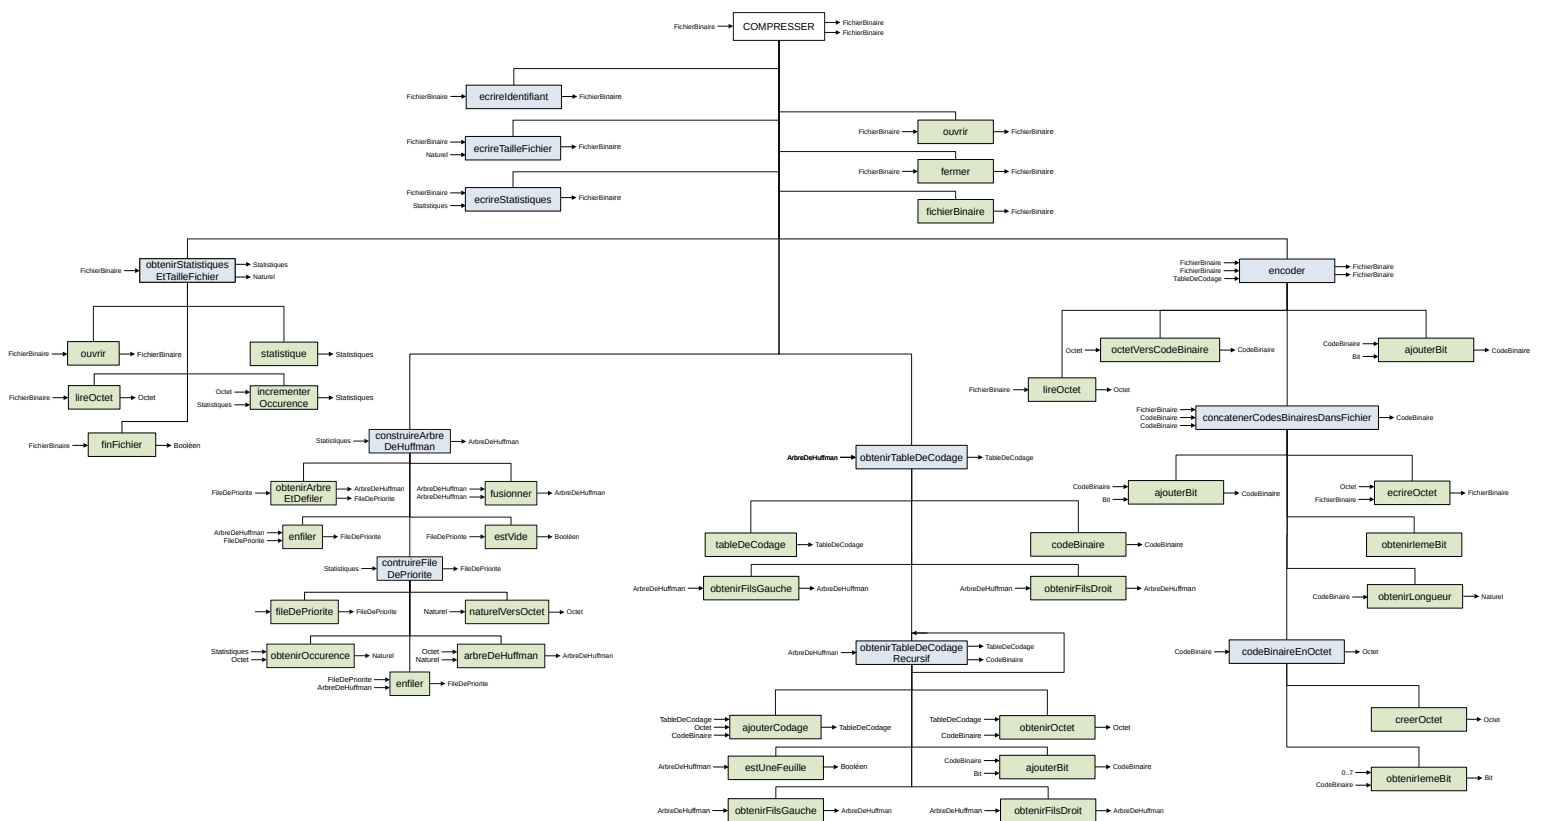 COMPRESSER
FichierBinaire
FichierBinaire
FichierBinaire
ecrireIdentifiant
FichierBinaire
FichierBinaire
ecrireTailleFichier
FichierBinaire
Naturel
FichierBinaire
ecrireStatistiques
FichierBinaire
Statistiques
FichierBinaire
ouvrir
FichierBinaire
FichierBinaire
fermer
FichierBinaire
FichierBinaire
fichierBinaire
FichierBinaire
obtenirStatistiques
EtTailleFichier
FichierBinaire
Statistiques
Naturel
ouvrir
FichierBinaire
FichierBinaire
statistique
Statistiques
lireOctet
FichierBinaire
Octet
incrementer
Occurence
Octet
Statistiques
Statistiques
finFichier
FichierBinaire
Booléen
construireArbre
DeHuffman
Statistiques
ArbreDeHuffman
obtenirArbre
EtDefiler
FileDePriorite
ArbreDeHuffman
FileDePriorite
fusionner
ArbreDeHuffman
ArbreDeHuffman
ArbreDeHuffman
enfiler
ArbreDeHuffman
FileDePriorite
FileDePriorite
estVide
FileDePriorite
Booléen
contruireFile
DePriorite
Statistiques
FileDePriorite
fileDePriorite
FileDePriorite
naturelVersOctet
Naturel
Octet
obtenirOccurence
Statistiques
Octet
Naturel
arbreDeHuffman
Octet
Naturel
ArbreDeHuffman
enfiler
FileDePriorite
ArbreDeHuffman
FileDePriorite
obtenirTableDeCodage
ArbreDeHuffman
TableDeCodage
tableDeCodage
TableDeCodage
codeBinaire
CodeBinaire
obtenirFilsGauche
ArbreDeHuffman
ArbreDeHuffman
obtenirFilsDroit
ArbreDeHuffman
ArbreDeHuffman
obtenirTableDeCodage
Recursif
ArbreDeHuffman
TableDeCodage
CodeBinaire
ajouterCodage
TableDeCodage
Octet
CodeBinaire
TableDeCodage
obtenirOctet
TableDeCodage
CodeBinaire
Octet
estUneFeuille
ArbreDeHuffman
Booléen
ajouterBit
CodeBinaire
Bit
CodeBinaire
obtenirFilsGauche
ArbreDeHuffman
ArbreDeHuffman
obtenirFilsDroit
ArbreDeHuffman
ArbreDeHuffman
encoder
FichierBinaire
FichierBinaire
TableDeCodage
FichierBinaire
FichierBinaire
octetVersCodeBinaire
Octet
CodeBinaire
ajouterBit
CodeBinaire
Bit
CodeBinaire
lireOctet
FichierBinaire
Octet
concatenerCodesBinairesDansFichier
FichierBinaire
CodeBinaire
CodeBinaire
CodeBinaire
ajouterBit
CodeBinaire
Bit
CodeBinaire
ecrireOctet
Octet
FichierBinaire
FichierBinaire
obtenirIemeBit
obtenirLongueur
CodeBinaire
Naturel
codeBinaireEnOctet
CodeBinaire
Octet
creerOctet
Octet
obtenirIemeBit
0..7
CodeBinaire
Bit